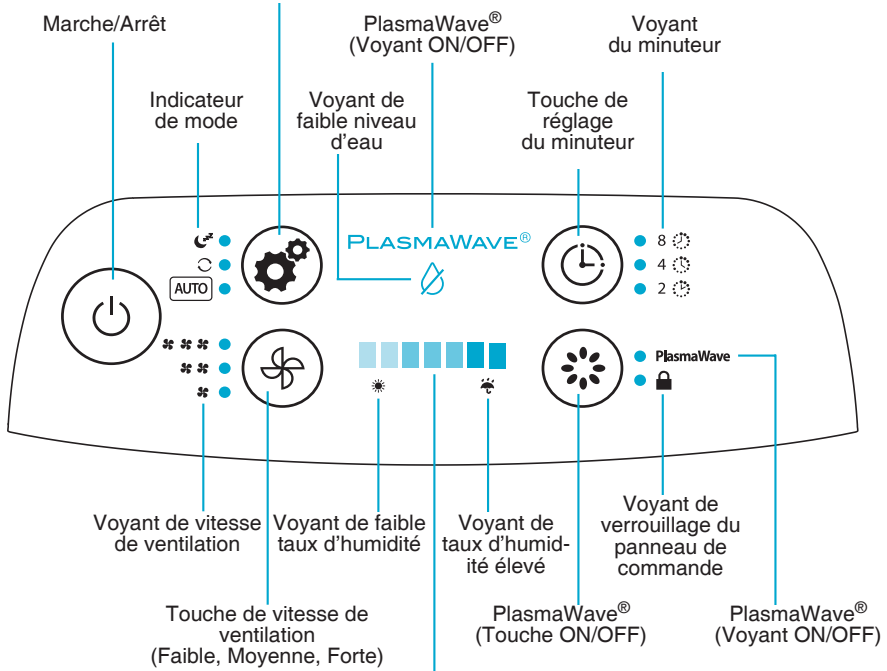 Marche/Arrêt
PlasmaWave®
(Voyant ON/OFF)
Voyant
du minuteur
Indicateur
de mode
Voyant de
faible niveau
d'eau
Touche de
réglage
du minuteur
PLASMAWAVE®
8
4
AUTO
2
PlasmaWave
Voyant de vitesse
de ventilation
Voyant de faible
taux d'humidité
Voyant de
taux d'humid-
ité élevé
Voyant de
verrouillage du
panneau de
commande
Touche de vitesse de
ventilation
(Faible, Moyenne, Forte)
PlasmaWave®
(Touche ON/OFF)
PlasmaWave®
(Voyant ON/OFF)